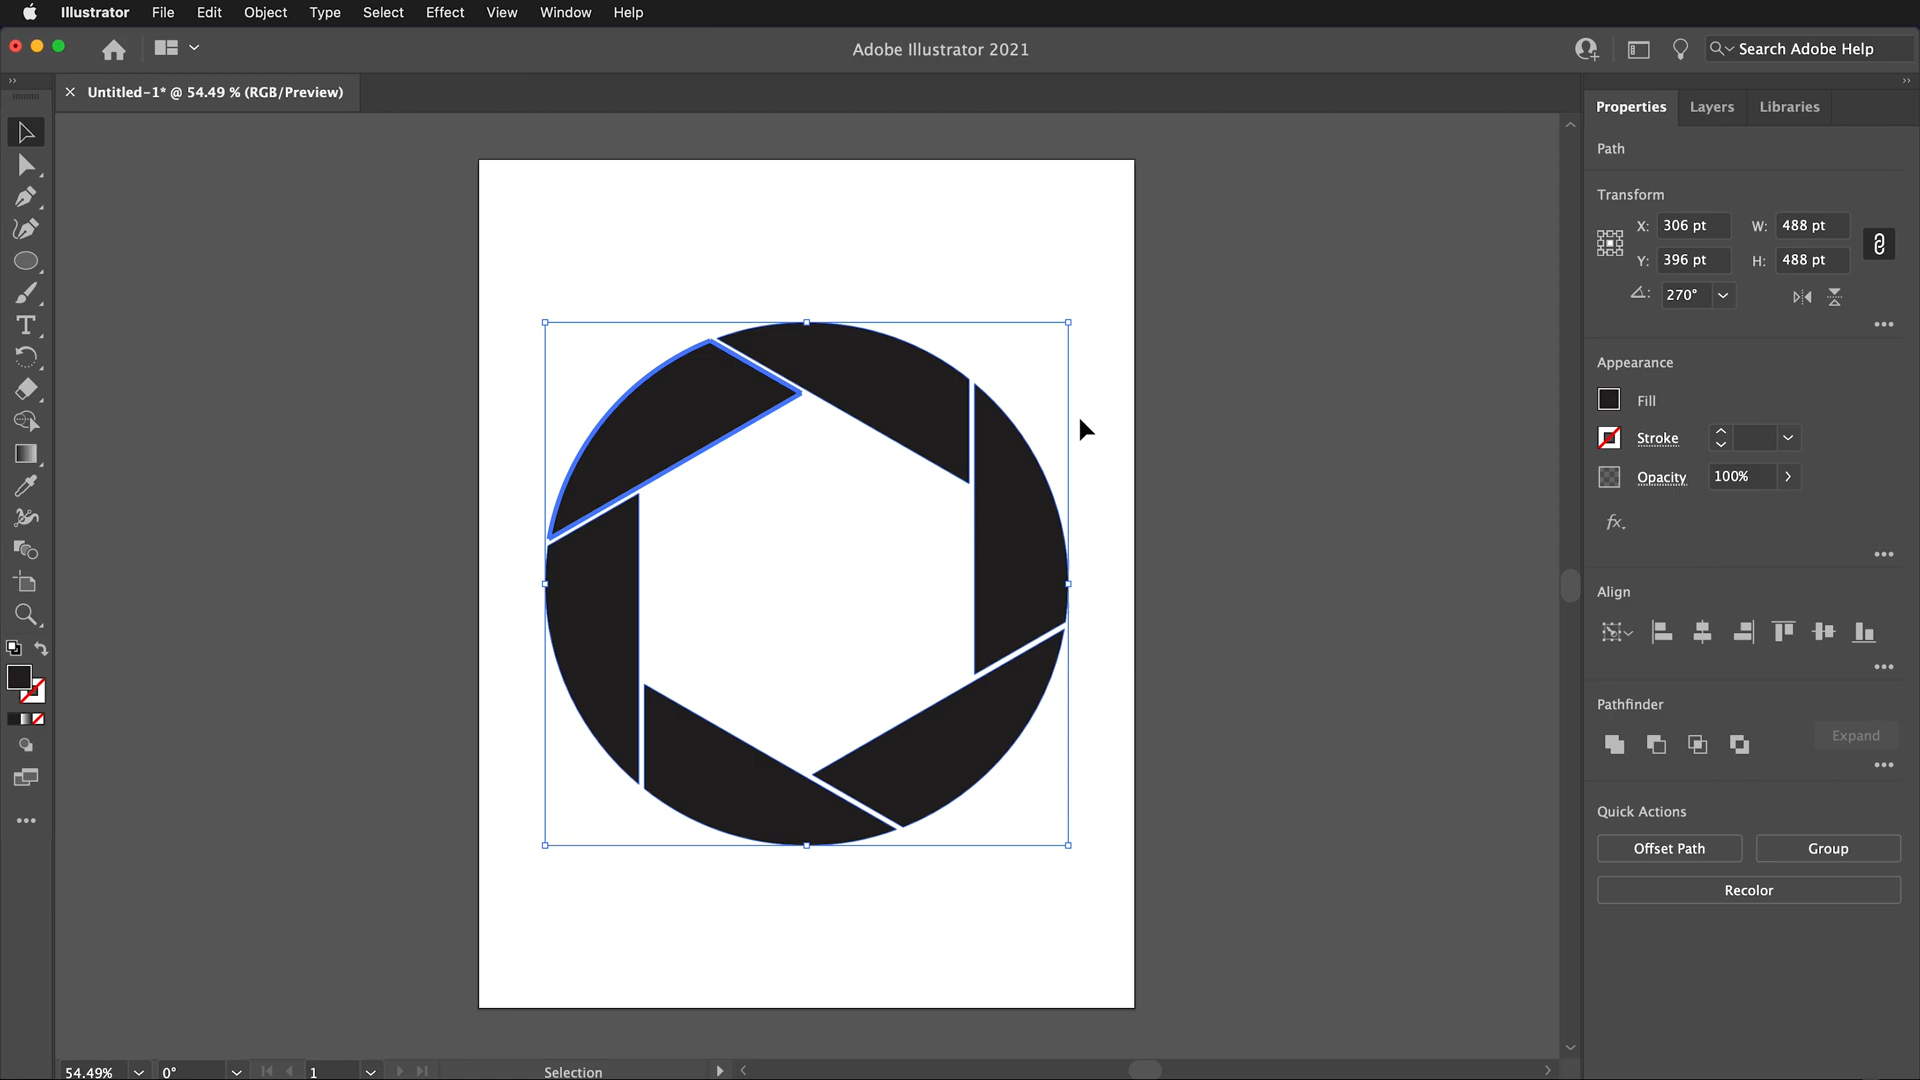 Illustrator File Edit Object Type Select Effect View Window Help
Adobe Illustrator 2021
Search Adobe Help
Untitled-1* @ 54.49 % (RGB/Preview)
Properties Layers Libraries
Path
Transform
X: 306 pt W: 488 pt
Y: 396 pt H: 488 pt
270°
Appearance
Fill
Stroke
Opacity 100%
fx.
Align
Pathfinder
Expand
Quick Actions
Offset Path Group
Recolor
54.49% 0° 1 Selection